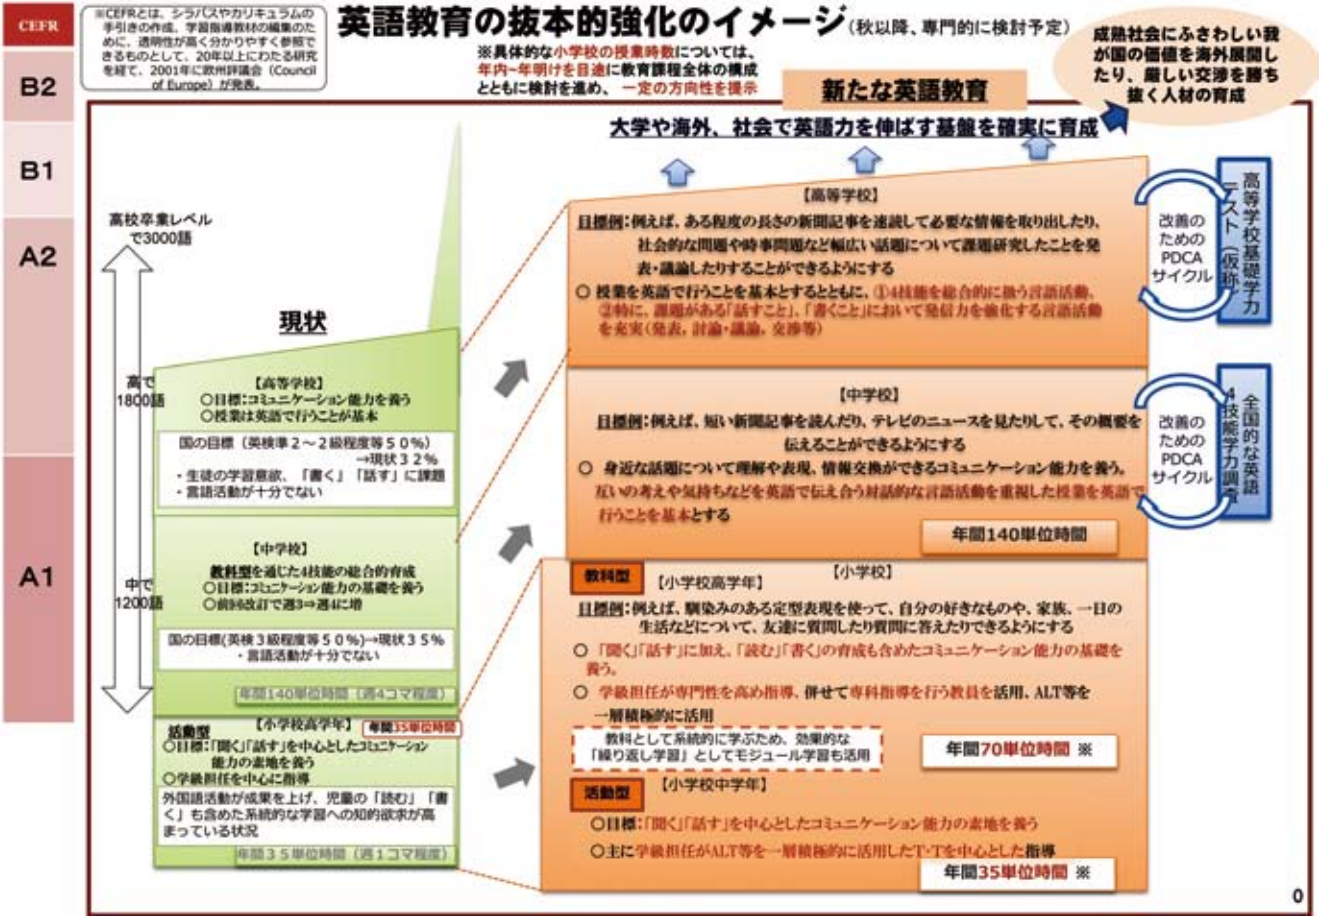 CEFR
※CEFRとは、シラバスやカリキュラムの
手引きの作成、学習指導教材の編集のた
めに、透明性が高く分かりやすく参照で
きるものとして、20年以上にわたる研究
を経て、2001年に欧州評議会（Council
of Europe）が発表。
英語教育の抜本的強化のイメージ（秋以降、専門的に検討予定）
※具体的な小学校の授業時数については、
年内~年明けを目途に教育課程全体の構成
とともに検討を進め、一定の方向性を提示
成熟社会にふさわしい我
が国の価値を海外展開し
たり、厳しい交渉を勝ち
抜く人材の育成
新たな英語教育
大学や海外、社会で英語力を伸ばす基盤を確実に育成
B2
B1
A2
A1
高校卒業レベル
で3000語
高で
1800語
中で
1200語
現状
【高等学校】
○目標：コミュニケーション能力を養う
○授業は英語で行うことが基本
国の目標（英検準２～２級程度等５０％）
→現状３２％
・生徒の学習意欲、「書く」「話す」に課題
・言語活動が十分でない
【中学校】
教科型を通じた4技能の総合的育成
○目標：コミュニケーション能力の基礎を養う
○前回改訂で週3⇒週4に増
国の目標(英検３級程度等５０％)→現状３５％
・言語活動が十分でない
年間140単位時間（週4コマ程度）
活動型
【小学校高学年】
年間35単位時間
○目標：「聞く」「話す」を中心としたコミュニケーション
能力の素地を養う
○学級担任を中心に指導
外国語活動が成果を上げ、児童の「読む」「書
く」も含めた系統的な学習への知的欲求が高
まっている状況
年間３５単位時間（週１コマ程度）
【高等学校】
目標例：例えば、ある程度の長さの新聞記事を速読して必要な情報を取り出したり、
社会的な問題や時事問題など幅広い話題について課題研究したことを発
表・議論したりすることができるようにする
○ 授業を英語で行うことを基本とするとともに、①4技能を総合的に扱う言語活動、
②特に、課題がある「話すこと」、「書くこと」において発信力を強化する言語活動
を充実（発表、討論・議論、交渉等）
改善の
ための
PDCA
サイクル
高等学校基礎学力
テスト（仮称）
【中学校】
目標例：例えば、短い新聞記事を読んだり、テレビのニュースを見たりして、その概要を
伝えることができるようにする
○ 身近な話題について理解や表現、情報交換ができるコミュニケーション能力を養う。
互いの考えや気持ちなどを英語で伝え合う対話的な言語活動を重視した授業を英語で
行うことを基本とする
年間140単位時間
改善の
ための
PDCA
サイクル
全国的な英語
4技能学力調査
教科型
【小学校高学年】
【小学校】
目標例：例えば、馴染みのある定型表現を使って、自分の好きなものや、家族、一日の
生活などについて、友達に質問したり質問に答えたりできるようにする
○ 「聞く」「話す」に加え、「読む」「書く」の育成も含めたコミュニケーション能力の基礎を
養う。
○ 学級担任が専門性を高め指導、併せて専科指導を行う教員を活用、ALT等を
一層積極的に活用
教科として系統的に学ぶため、効果的な
「繰り返し学習」としてモジュール学習も活用
年間70単位時間 ※
活動型
【小学校中学年】
○目標：「聞く」「話す」を中心としたコミュニケーション能力の素地を養う
○主に学級担任がALT等を一層積極的に活用したT・Tを中心とした指導
年間35単位時間 ※
0